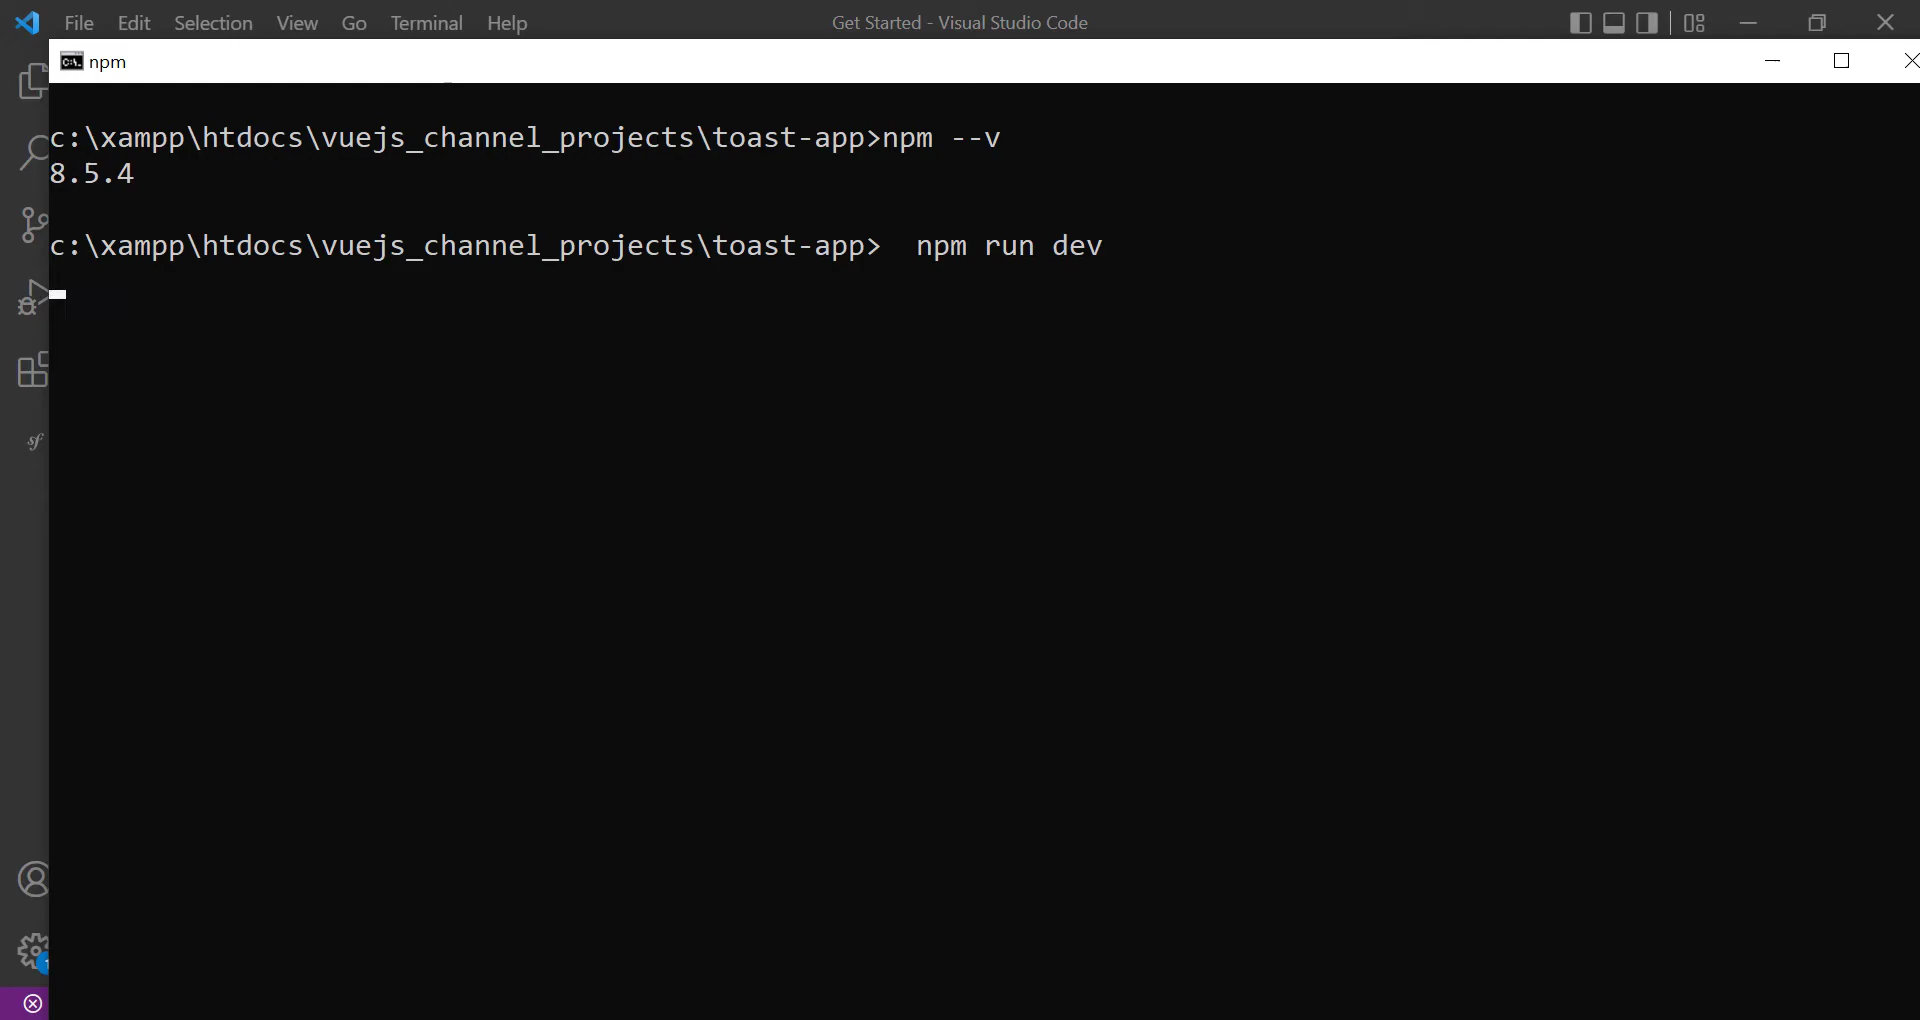 File Edit Selection View Go Terminal Help Get Started - Visual Studio Code
npm
c:\xampp\htdocs\vuejs_channel_projects\toast-app>npm --v
8.5.4
c:\xampp\htdocs\vuejs_channel_projects\toast-app>  npm run dev